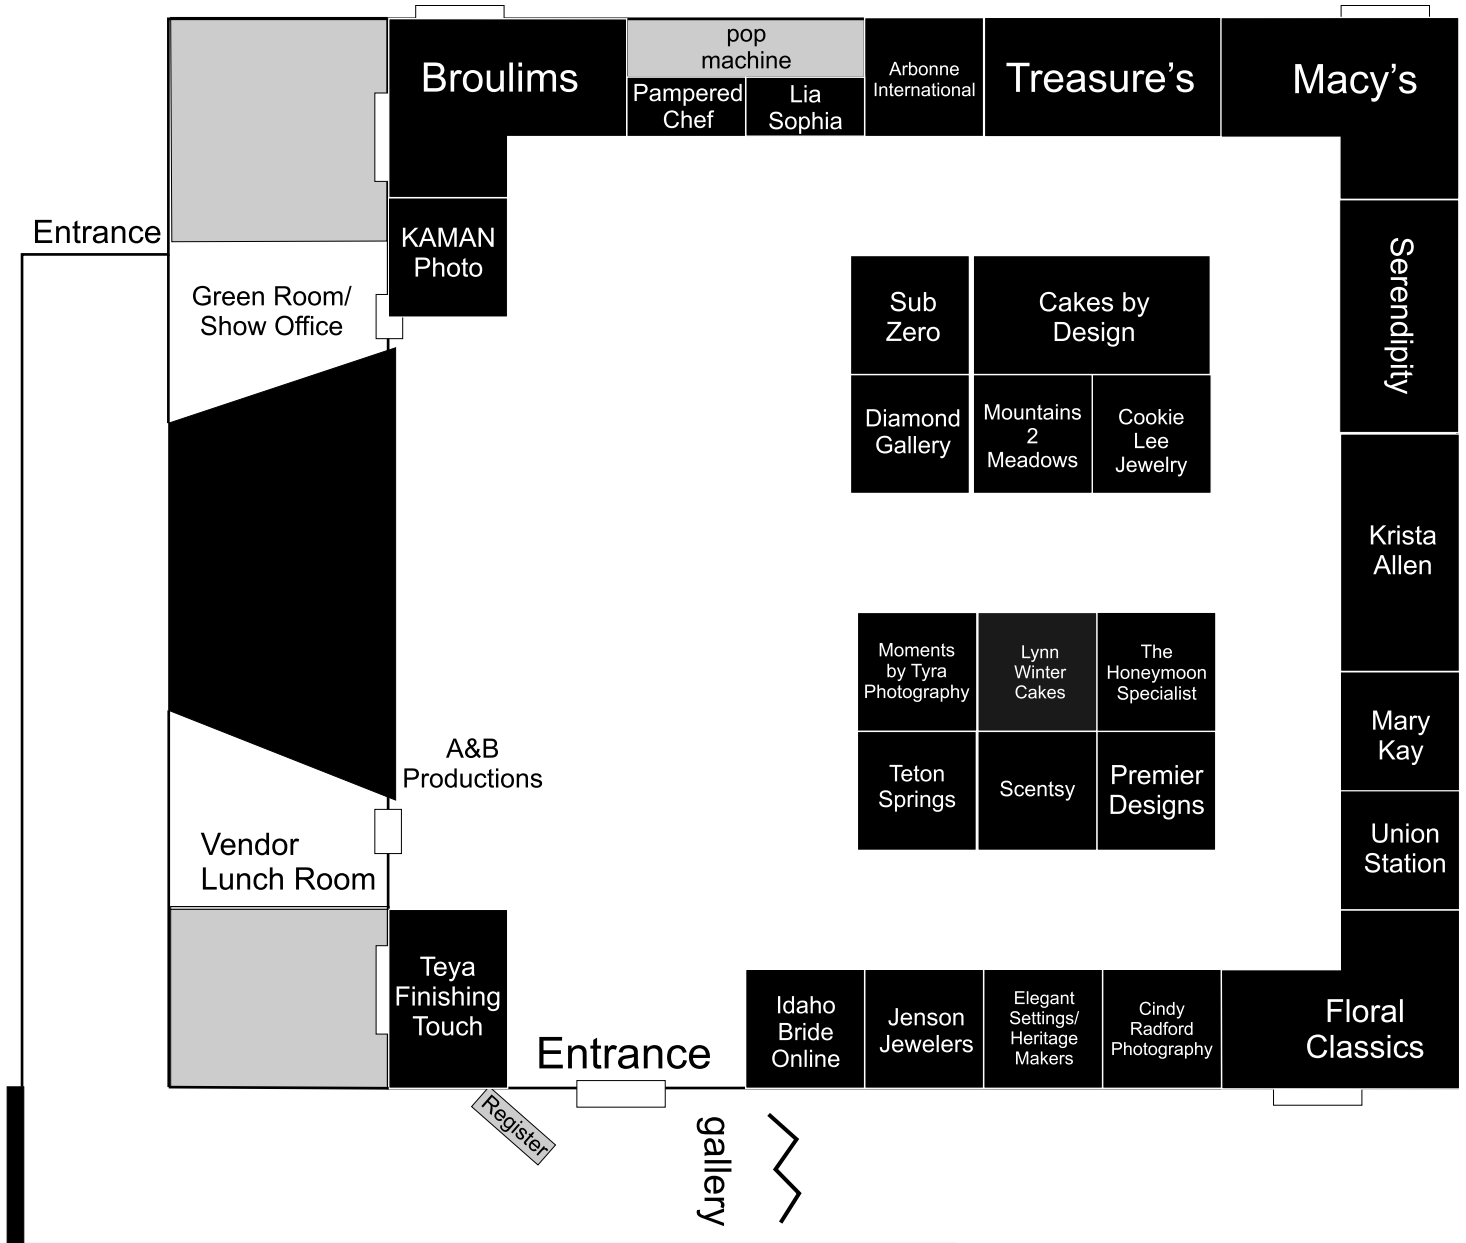 Broulims
pop
machine
Pampered
Chef
Lia
Sophia
Arbonne
International
Treasure's
Macy's
Entrance
KAMAN
Photo
Green Room/
Show Office
Sub
Zero
Cakes by
Design
Serendipity
Diamond
Gallery
Mountains
2
Meadows
Cookie
Lee
Jewelry
Krista
Allen
Moments
by Tyra
Photography
Lynn
Winter
Cakes
The
Honeymoon
Specialist
Mary
Kay
A&B
Productions
Teton
Springs
Scentsy
Premier
Designs
Union
Station
Vendor
Lunch Room
Teya
Finishing
Touch
Entrance
Idaho
Bride
Online
Jenson
Jewelers
Elegant
Settings/
Heritage
Makers
Cindy
Radford
Photography
Floral
Classics
Register
gallery